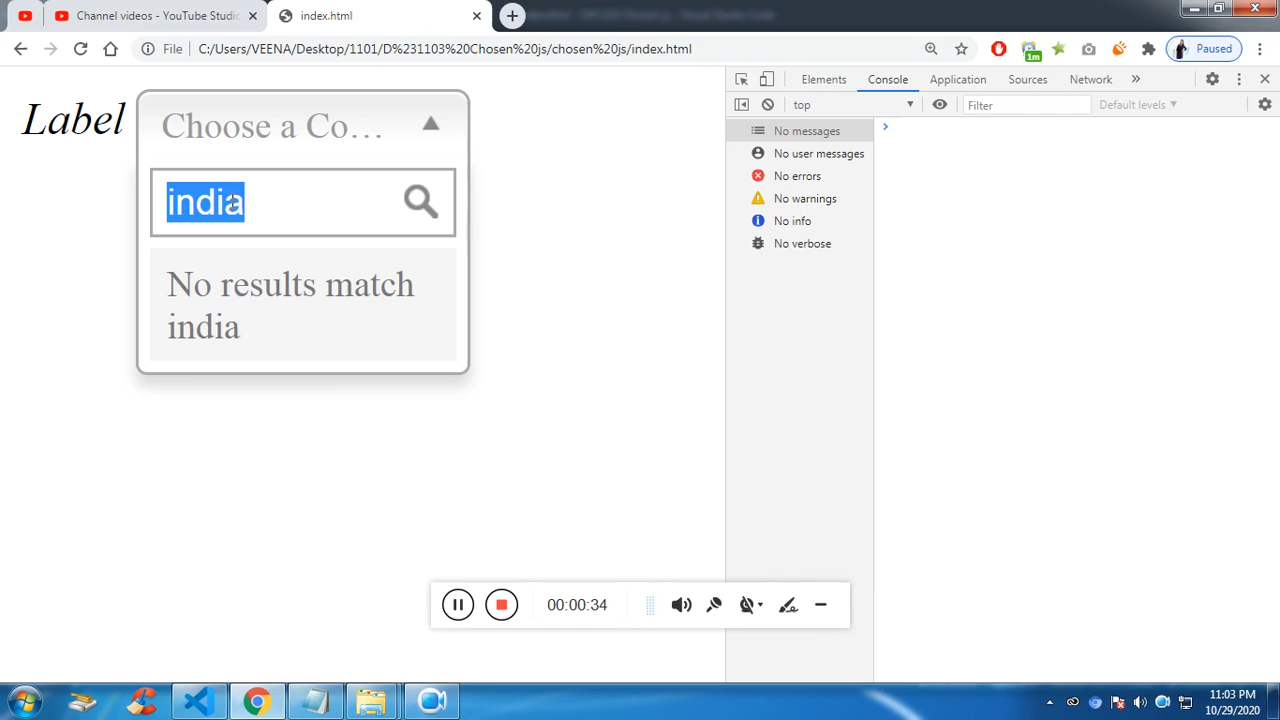 Channel videos - YouTube Studi
index.html
File
C:/Users/VEENA/Desktop/1101/D%231103%20Chosen%20js/chosen%20js/index.html
1m
Paused
Label
Choose a Co...
india
No results match
india
Elements
Console
Application
Sources
Network
top
Filter
Default levels
No messages
No user messages
No errors
No warnings
No info
No verbose
00:00:34
11:03 PM
10/29/2020